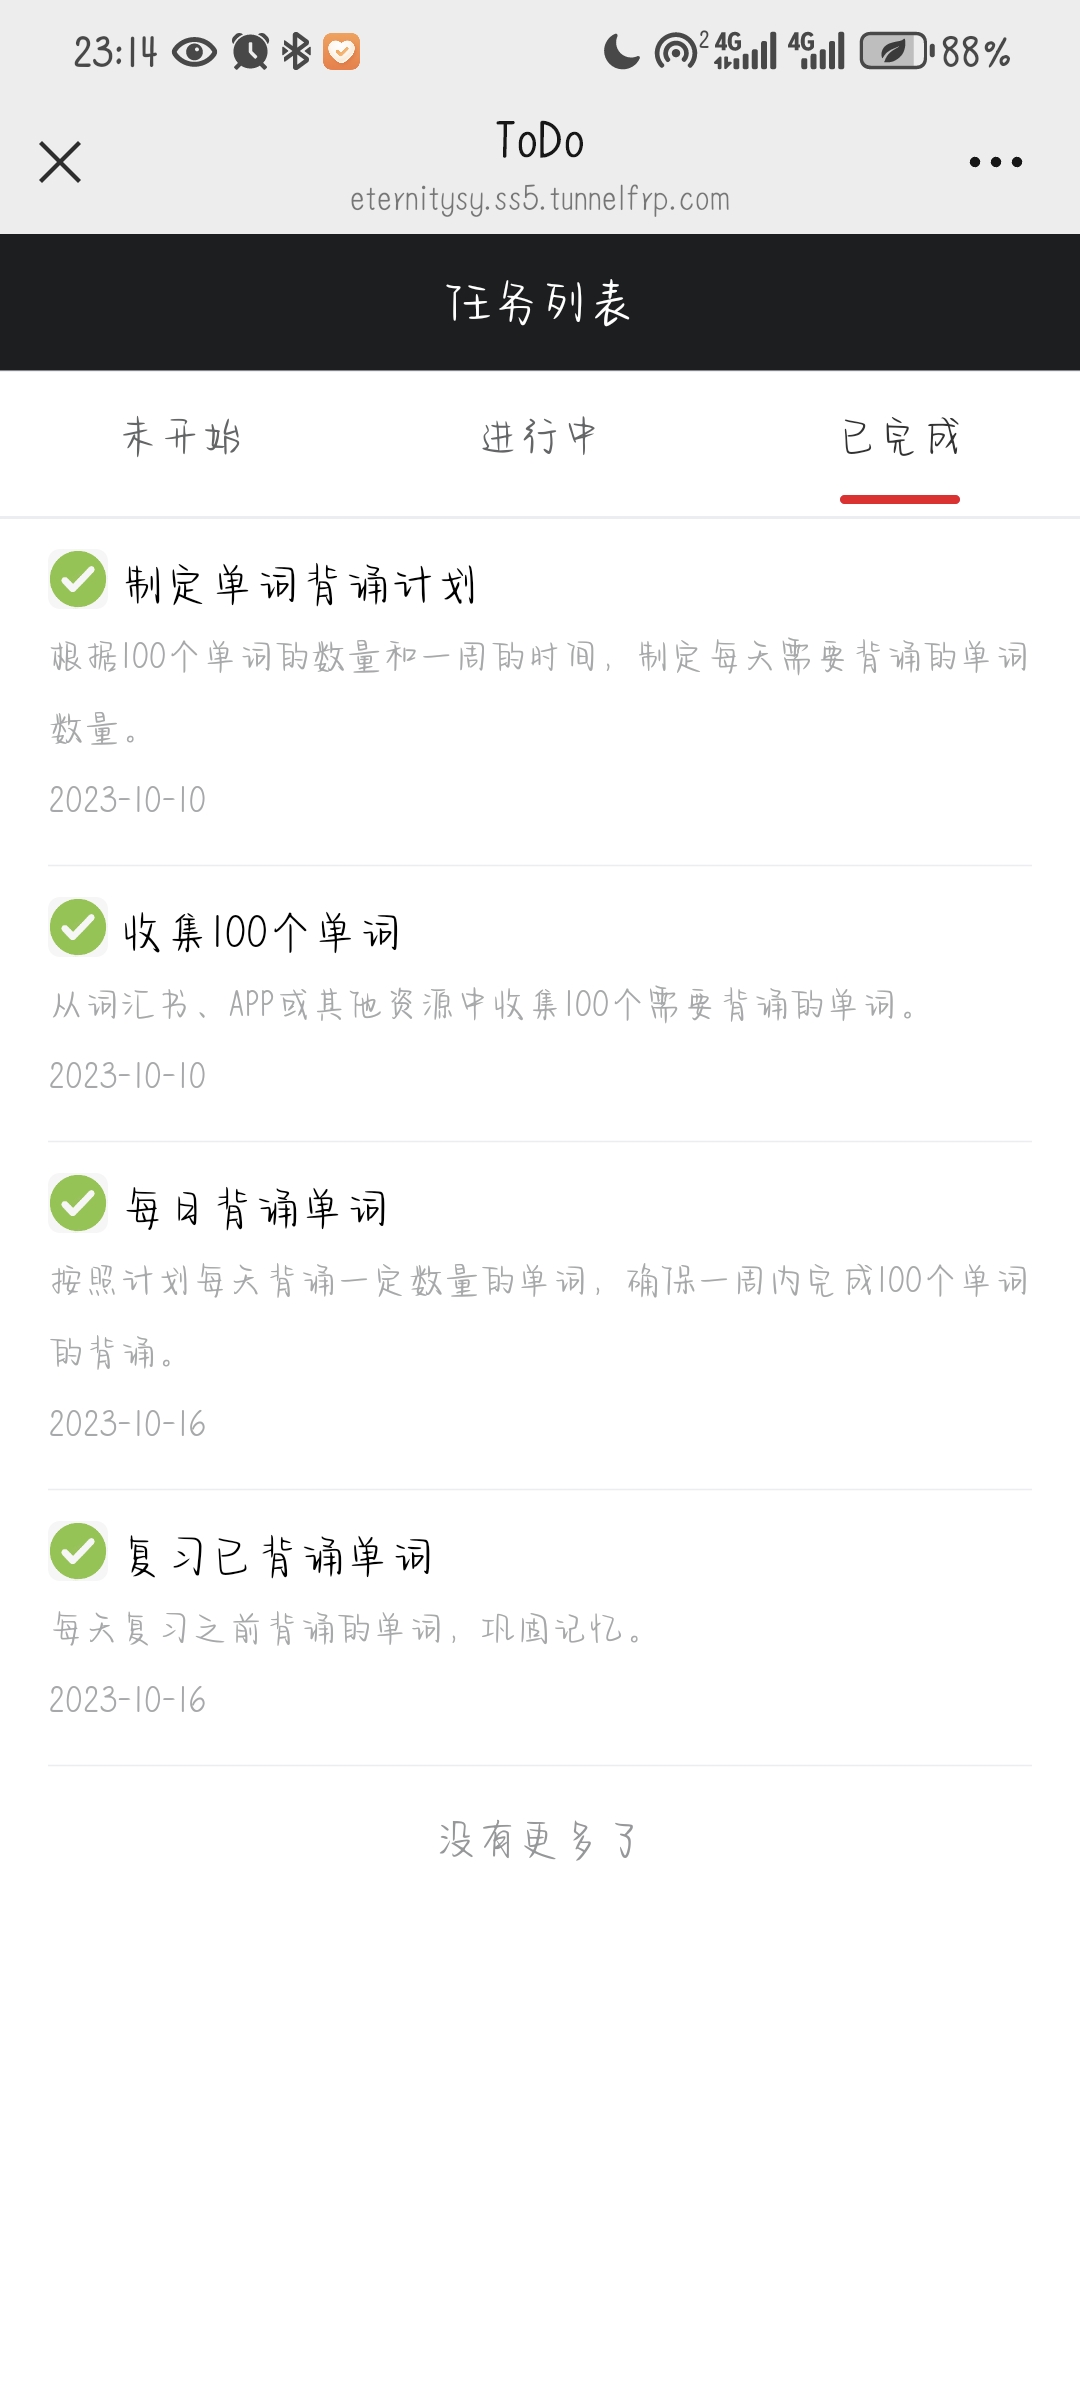 23:14
2 4G 4G 88%
ToDo
eternitysy.ss5.tunnelfrp.com
任务列表
未开始 进行中 已完成
制定单词背诵计划
根据100个单词的数量和一周的时间，制定每天需要背诵的单词
数量。
2023-10-10
收集100个单词
从词汇书、APP或其他资源中收集100个需要背诵的单词。
2023-10-10
每日背诵单词
按照计划每天背诵一定数量的单词，确保一周内完成100个单词
的背诵。
2023-10-16
复习已背诵单词
每天复习之前背诵的单词，巩固记忆。
2023-10-16
没有更多了